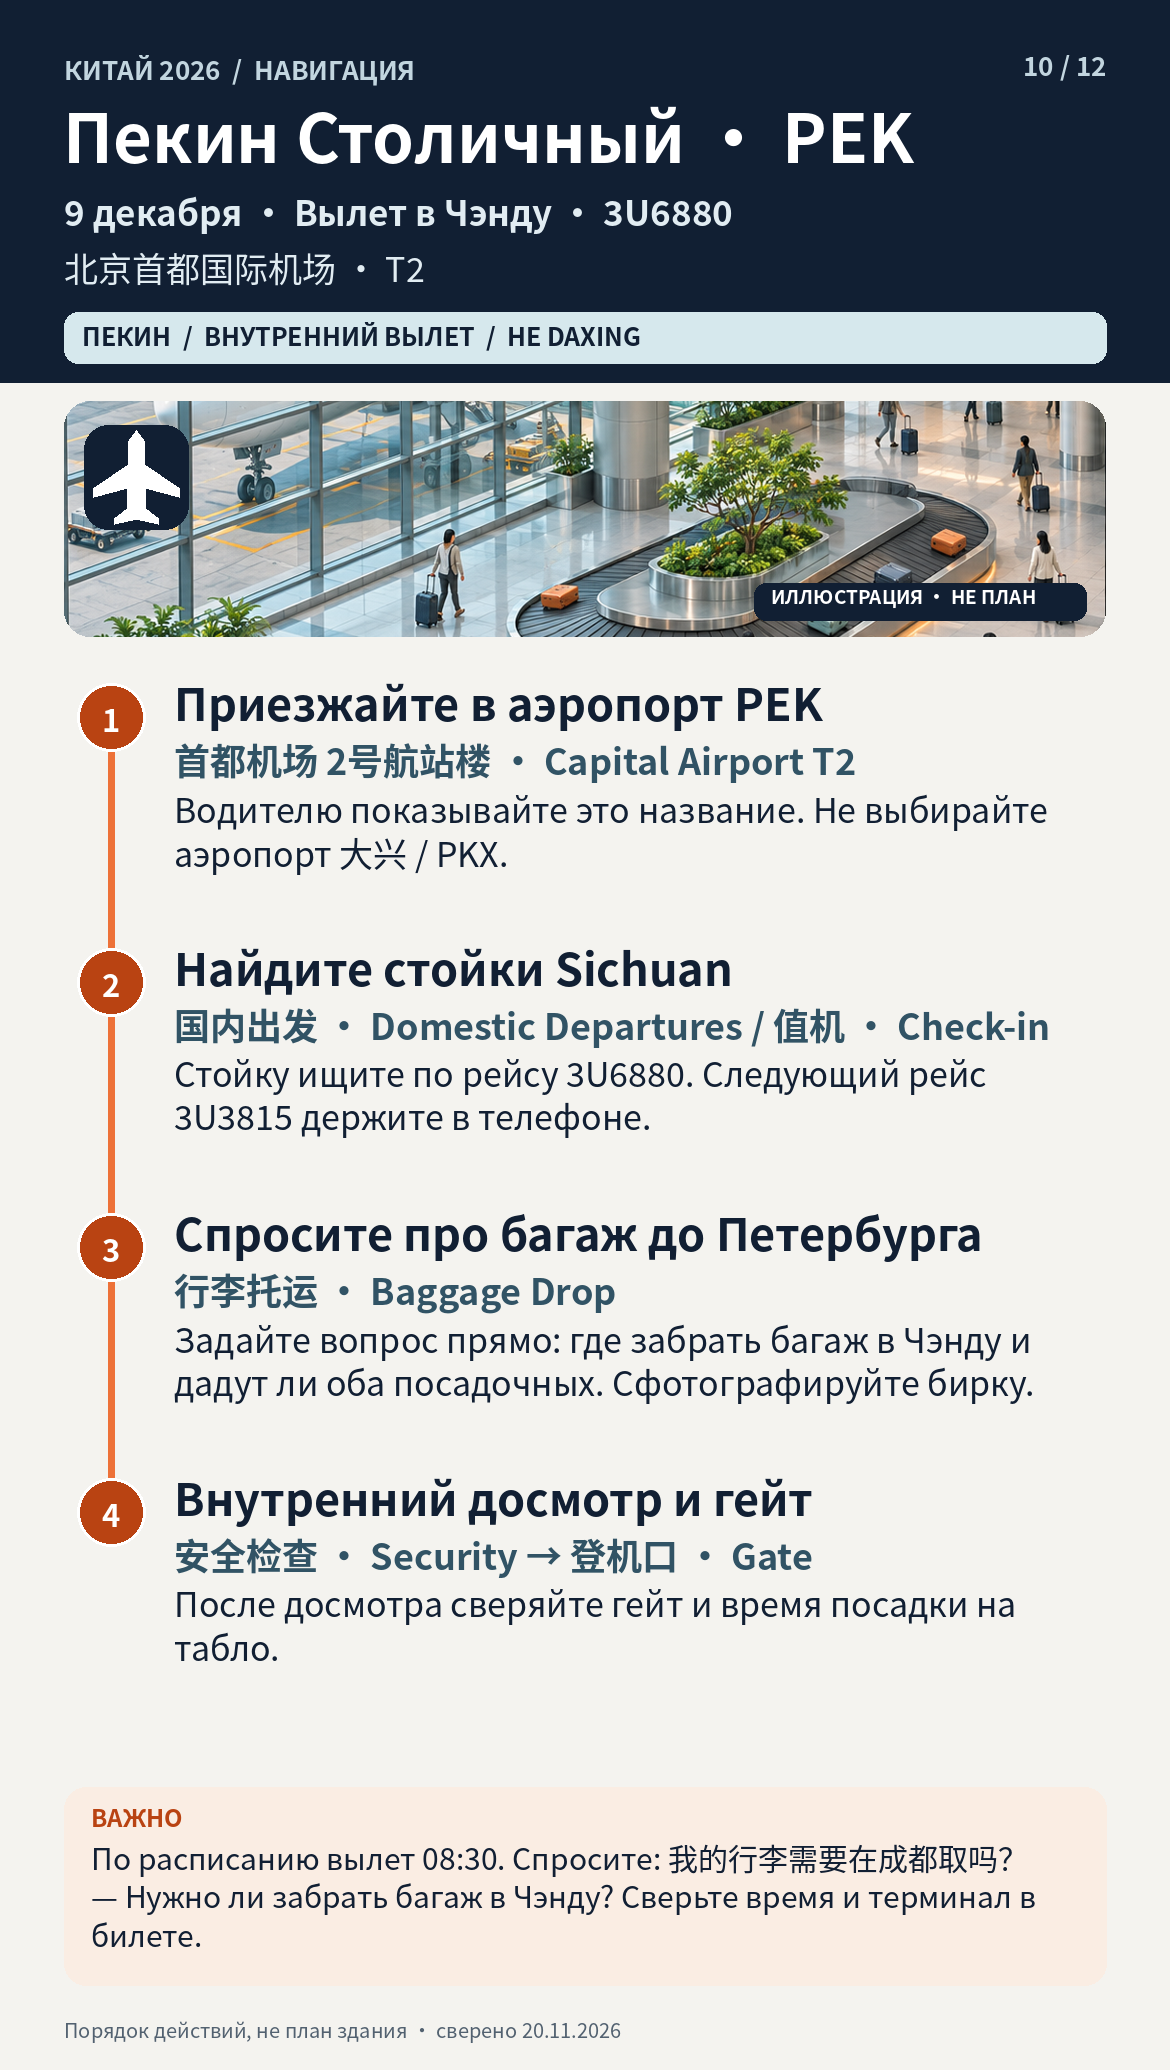 КИТАЙ 2026 / НАВИГАЦИЯ
10 / 12
Пекин Столичный • PEK
9 декабря • Вылет в Чэнду • 3U6880
北京首都国际机场 • T2
ПЕКИН / ВНУТРЕННИЙ ВЫЛЕТ / НЕ DAXING
ИЛЛЮСТРАЦИЯ • НЕ ПЛАН
1
Приезжайте в аэропорт PEK
首都机场 2号航站楼 • Capital Airport T2
Водителю показывайте это название. Не выбирайте
аэропорт 大兴 / PKX.
2
Найдите стойки Sichuan
国内出发 • Domestic Departures / 值机 • Check-in
Стойку ищите по рейсу 3U6880. Следующий рейс
3U3815 держите в телефоне.
3
Спросите про багаж до Петербурга
行李托运 • Baggage Drop
Задайте вопрос прямо: где забрать багаж в Чэнду и
дадут ли оба посадочных. Сфотографируйте бирку.
4
Внутренний досмотр и гейт
安全检查 • Security → 登机口 • Gate
После досмотра сверяйте гейт и время посадки на
табло.
ВАЖНО
По расписанию вылет 08:30. Спросите: 我的行李需要在成都取吗?
— Нужно ли забрать багаж в Чэнду? Сверьте время и терминал в
билете.
Порядок действий, не план здания • сверено 20.11.2026